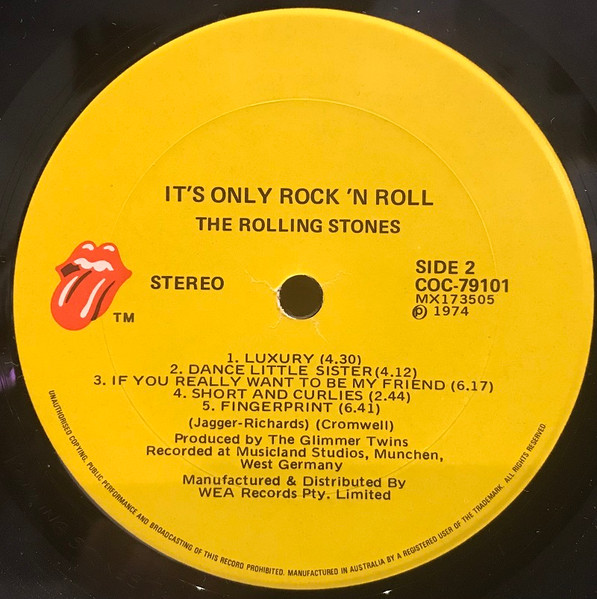 IT'S ONLY ROCK 'N ROLL
THE ROLLING STONES
STEREO
TM
SIDE 2
COC-79101
MX173505
℗ 1974
1. LUXURY (4.30)
2. DANCE LITTLE SISTER (4.12)
3. IF YOU REALLY WANT TO BE MY FRIEND (6.17)
4. SHORT AND CURLIES (2.44)
5. FINGERPRINT (6.41)
(Jagger-Richards) (Cromwell)
Produced by The Glimmer Twins
Recorded at Musicland Studios, Munchen,
West Germany
Manufactured & Distributed By
WEA Records Pty. Limited
UNAUTHORISED COPYING, PUBLIC PERFORMANCE AND BROADCASTING OF THIS RECORD PROHIBITED. MANUFACTURED IN AUSTRALIA BY A REGISTERED USER OF THE TRADEMARK. ALL RIGHTS RESERVED